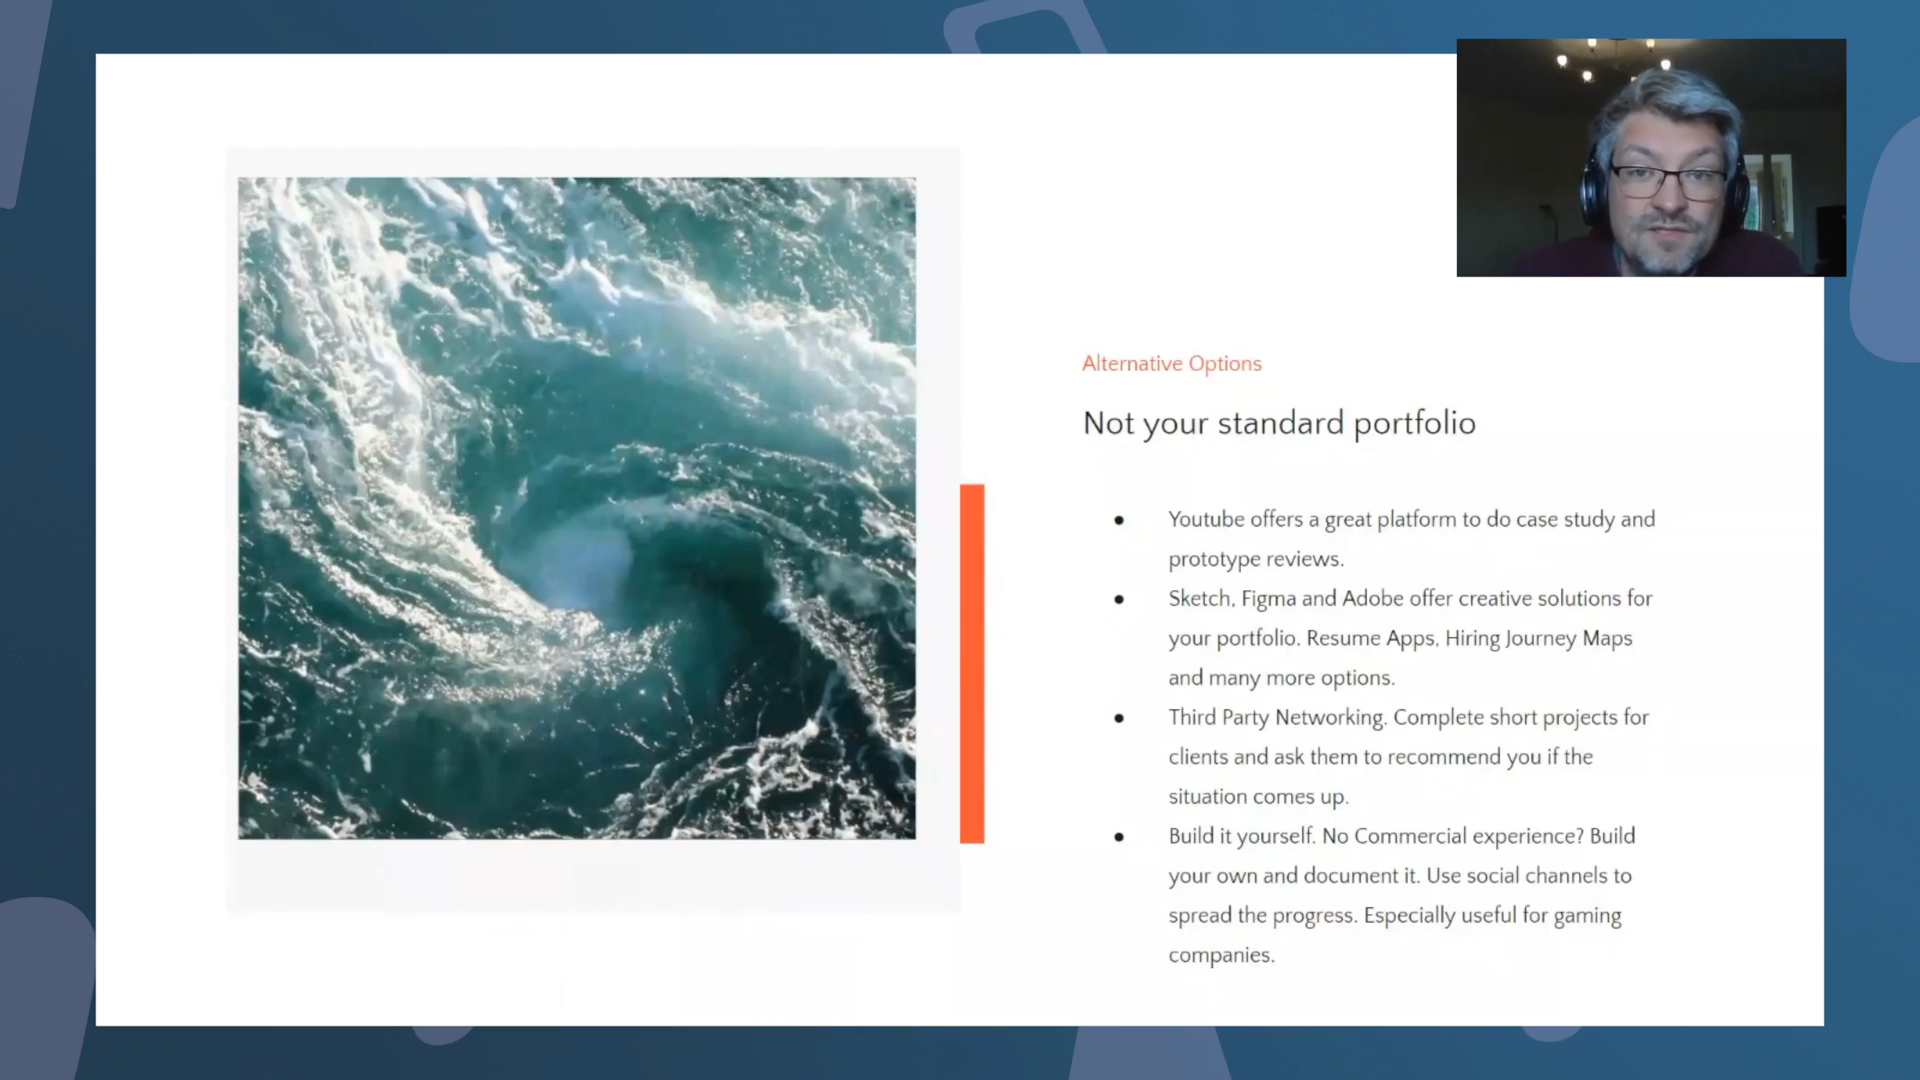 Alternative Options
Not your standard portfolio
● Youtube offers a great platform to do case study and
prototype reviews.
● Sketch, Figma and Adobe offer creative solutions for
your portfolio. Resume Apps, Hiring Journey Maps
and many more options.
● Third Party Networking. Complete short projects for
clients and ask them to recommend you if the
situation comes up.
● Build it yourself. No Commercial experience? Build
your own and document it. Use social channels to
spread the progress. Especially useful for gaming
companies.